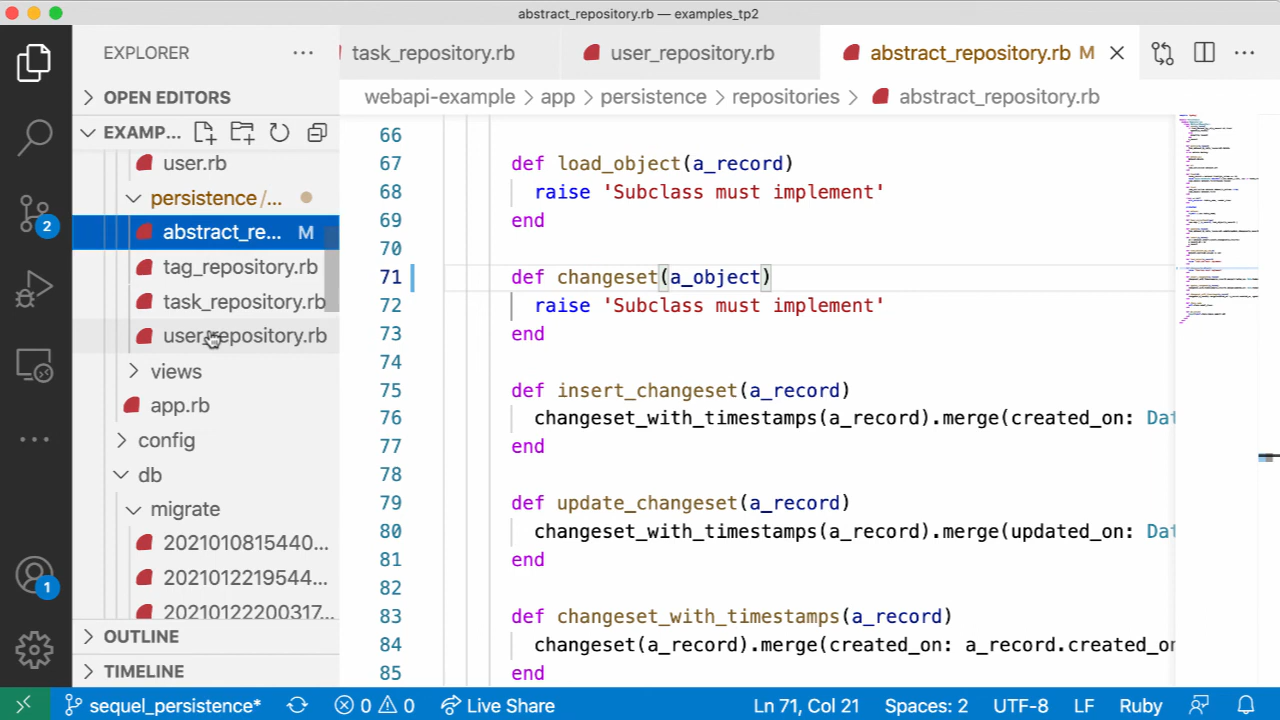 abstract_repository.rb — examples_tp2
EXPLORER
task_repository.rb
user_repository.rb
abstract_repository.rb M
OPEN EDITORS
webapi-example > app > persistence > repositories > abstract_repository.rb
EXAMP...
user.rb
persistence/...
abstract_re... M
tag_repository.rb
task_repository.rb
user_repository.rb
views
app.rb
config
db
migrate
2021010815440...
2021012219544...
20210122200317...
OUTLINE
TIMELINE
2
1
66
67 def load_object(a_record)
68 raise 'Subclass must implement'
69 end
70
71 def changeset(a_object)
72 raise 'Subclass must implement'
73 end
74
75 def insert_changeset(a_record)
76 changeset_with_timestamps(a_record).merge(created_on: Dat
77 end
78
79 def update_changeset(a_record)
80 changeset_with_timestamps(a_record).merge(updated_on: Dat
81 end
82
83 def changeset_with_timestamps(a_record)
84 changeset(a_record).merge(created_on: a_record.created_on
85 end
sequel_persistence* 0 0 Live Share Ln 71, Col 21 Spaces: 2 UTF-8 LF Ruby